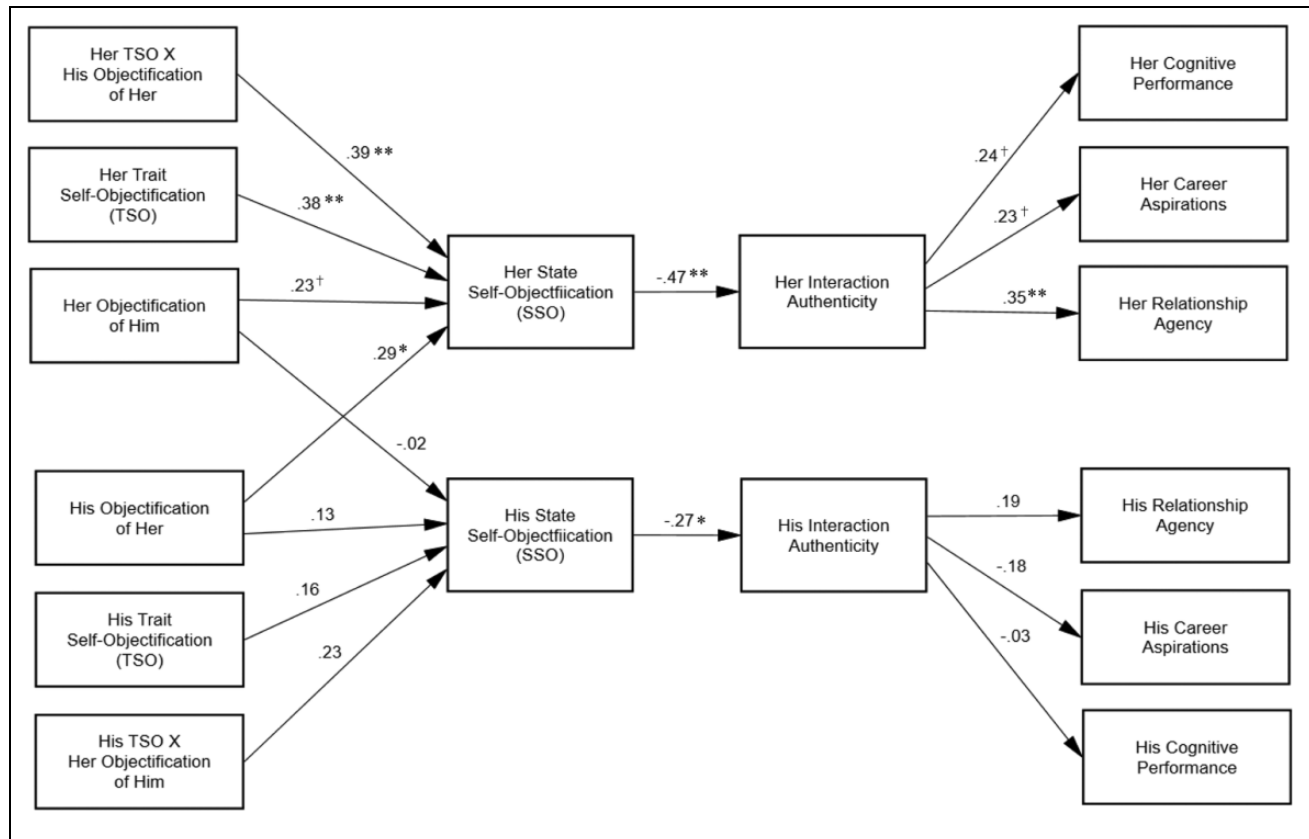 Her TSO X
His Objectification
of Her
Her Trait
Self-Objectification
(TSO)
Her Objectification
of Him
His Objectification
of Her
His Trait
Self-Objectification
(TSO)
His TSO X
Her Objectification
of Him
.39**
.38**
.23†
.29*
-.02
.13
.16
.23
Her State
Self-Objectfiication
(SSO)
His State
Self-Objectfiication
(SSO)
-.47**
-.27*
Her Interaction
Authenticity
His Interaction
Authenticity
.24†
.23†
.35**
.19
-.18
-.03
Her Cognitive
Performance
Her Career
Aspirations
Her Relationship
Agency
His Relationship
Agency
His Career
Aspirations
His Cognitive
Performance